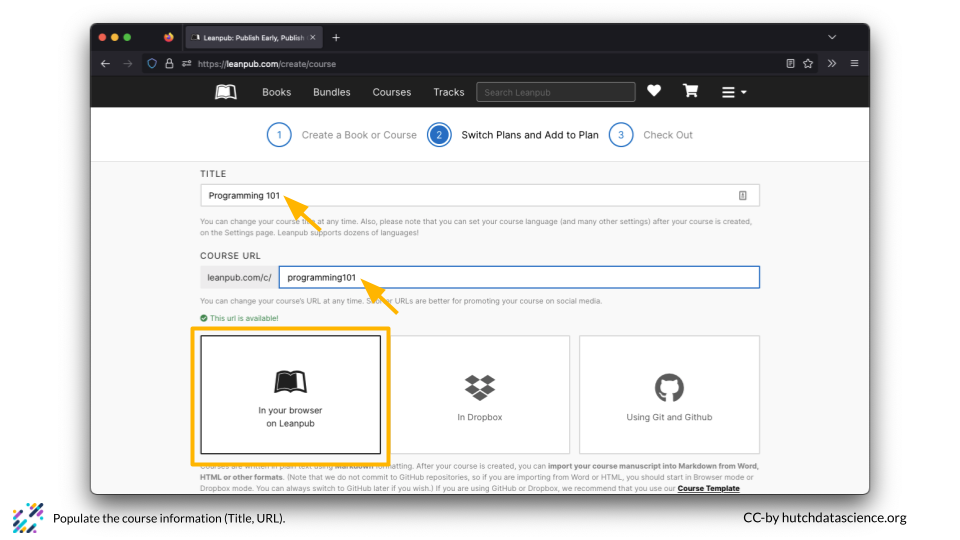 Leanpub: Publish Early, Publish
https://leanpub.com/create/course
Books Bundles Courses Tracks Search Leanpub
1 Create a Book or Course 2 Switch Plans and Add to Plan 3 Check Out
TITLE
Programming 101
You can change your course title at any time. Also, please note that you can set your course language (and many other settings) after your course is created,
on the Settings page. Leanpub supports dozens of languages!
COURSE URL
leanpub.com/c/ programming101
You can change your course's URL at any time. Shorter URLs are better for promoting your course on social media.
This url is available!
In your browser
on Leanpub
In Dropbox
Using Git and Github
Courses are written in plain text using Markdown formatting. After your course is created, you can import your course manuscript into Markdown from Word,
HTML or other formats. (Note that we do not commit to GitHub repositories, so if you are importing from Word or HTML, you should start in Browser mode or
Dropbox mode. You can always switch to GitHub later if you wish.) If you are using GitHub or Dropbox, we recommend that you use our Course Template
Populate the course information (Title, URL).
CC-by hutchdatascience.org